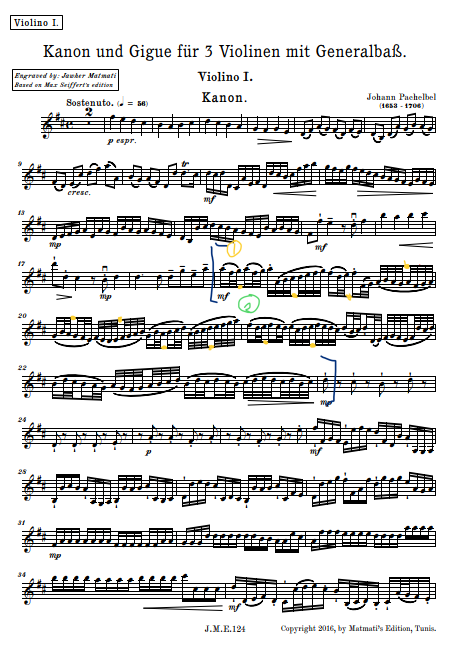 Violino I.
Kanon und Gigue für 3 Violinen mit Generalbaß.
Engraved by: Jawher Matmati
Based on Max Seiffert's edition
Violino I.
Kanon.
Johann Pachelbel
(1653 - 1706)
Sostenuto. (♩ = 56)
2
p espr.
9
cresc.
tr
mf
13
mp
mf
1
17
mp
mf
2
20
22
mp
24
p
mf
28
31
mp
34
mf
J.M.E.124
Copyright 2016, by Matmati's Edition, Tunis.